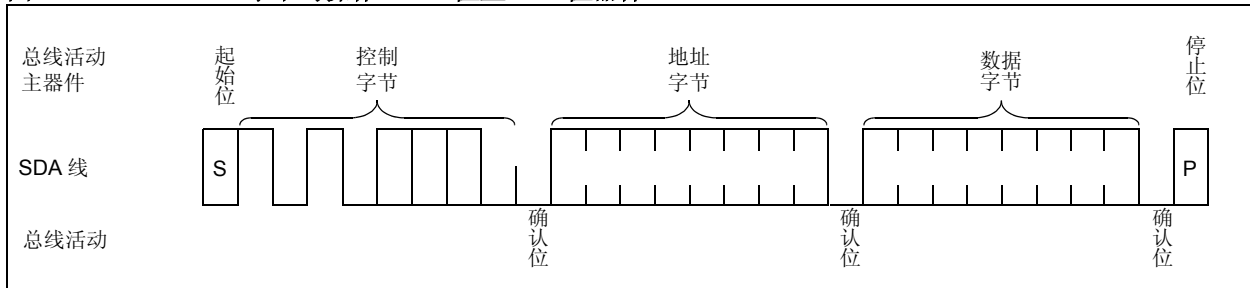 总线活动
主器件
起始位
控制
字节
地址
字节
数据
字节
停止位
SDA 线
S
P
总线活动
确认位
确认位
确认位